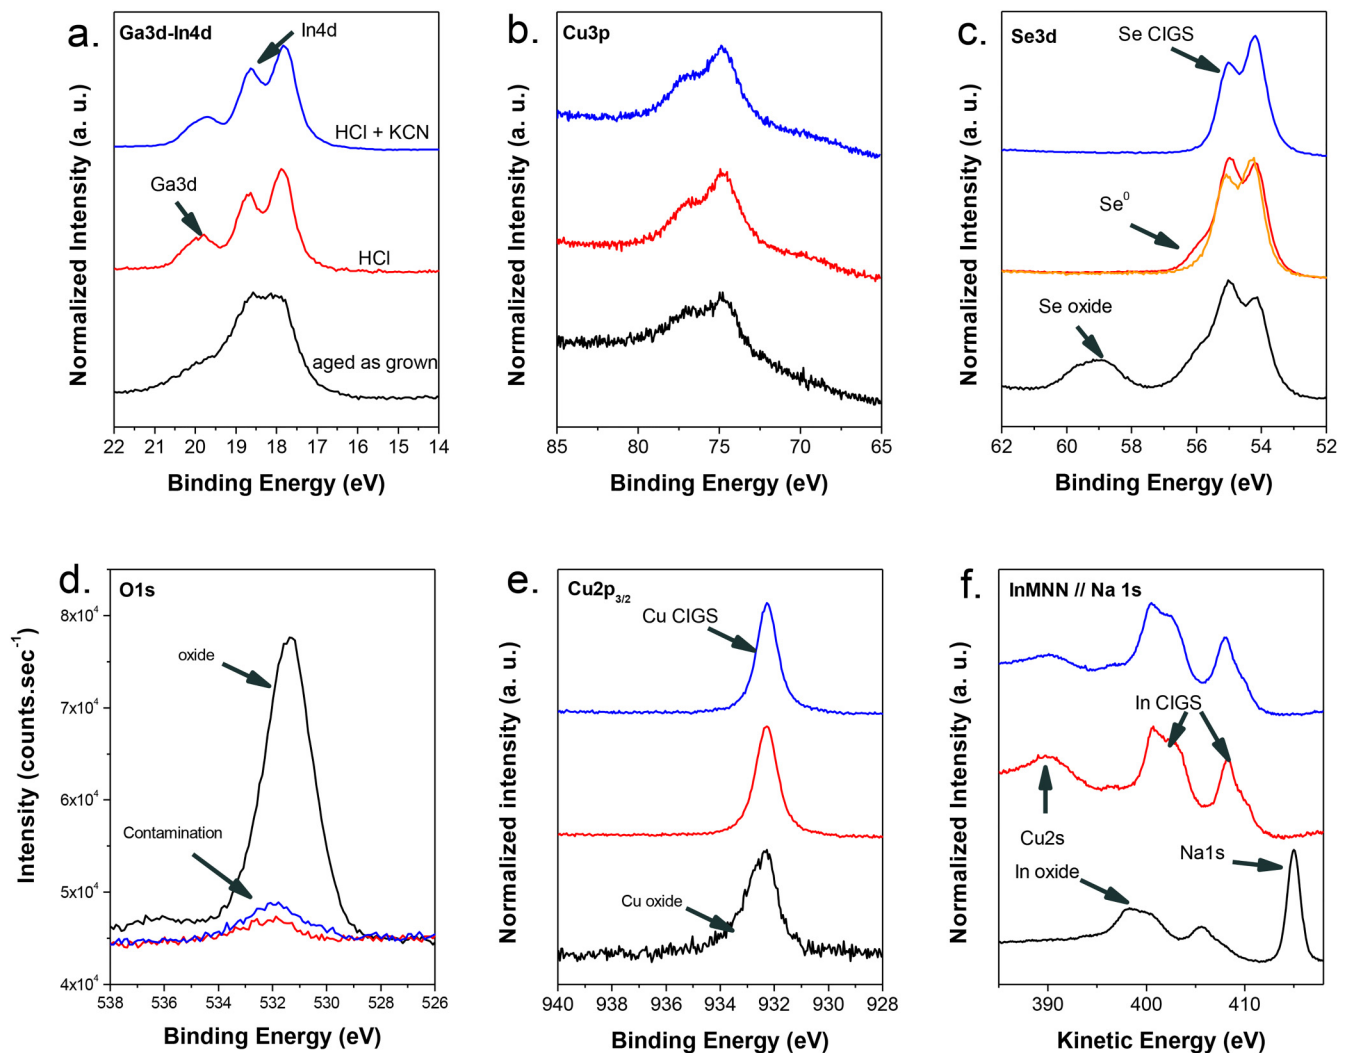 a.
Ga3d-In4d
In4d
HCl + KCN
Ga3d
HCl
aged as grown
Normalized Intensity (a. u.)
22 21 20 19 18 17 16 15 14
Binding Energy (eV)
b.
Cu3p
Normalized Intensity (a. u.)
85 80 75 70 65
Binding Energy (eV)
c.
Se3d
Se CIGS
Se⁰
Se oxide
Normalized Intensity (a. u.)
62 60 58 56 54 52
Binding Energy (eV)
d.
O1s
8x10⁴
oxide
7x10⁴
6x10⁴
Contamination
5x10⁴
4x10⁴
Intensity (counts.sec⁻¹)
538 536 534 532 530 528 526
Binding Energy (eV)
e.
Cu2p₃/₂
Cu CIGS
Cu oxide
Normalized intensity (a. u.)
940 938 936 934 932 930 928
Binding Energy (eV)
f.
InMNN // Na 1s
In CIGS
Cu2s
Na1s
In oxide
Normalized Intensity (a. u.)
390 400 410
Kinetic Energy (eV)